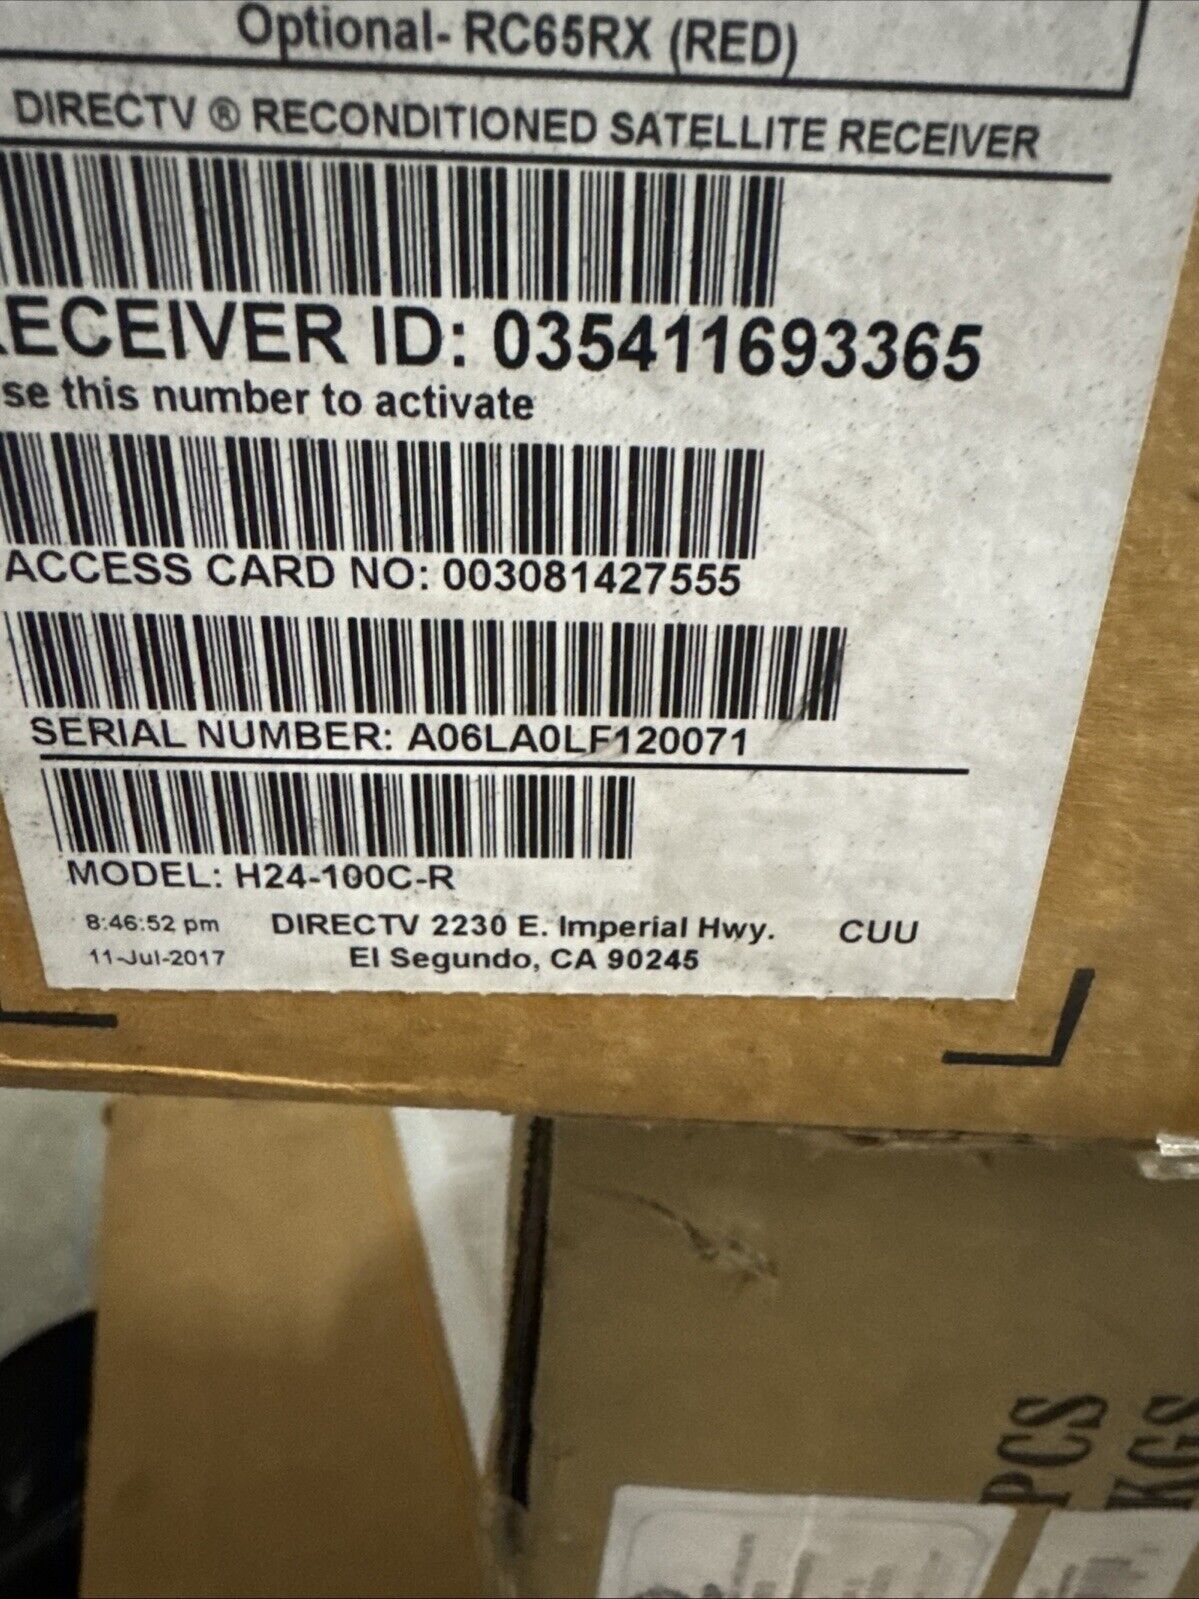 Optional- RC65RX (RED)
DIRECTV ® RECONDITIONED SATELLITE RECEIVER
RECEIVER ID: 035411693365
se this number to activate
ACCESS CARD NO: 003081427555
SERIAL NUMBER: A06LA0LF120071
MODEL: H24-100C-R
8:46:52 pm DIRECTV 2230 E. Imperial Hwy. CUU
11-Jul-2017 El Segundo, CA 90245
PCS
KGS